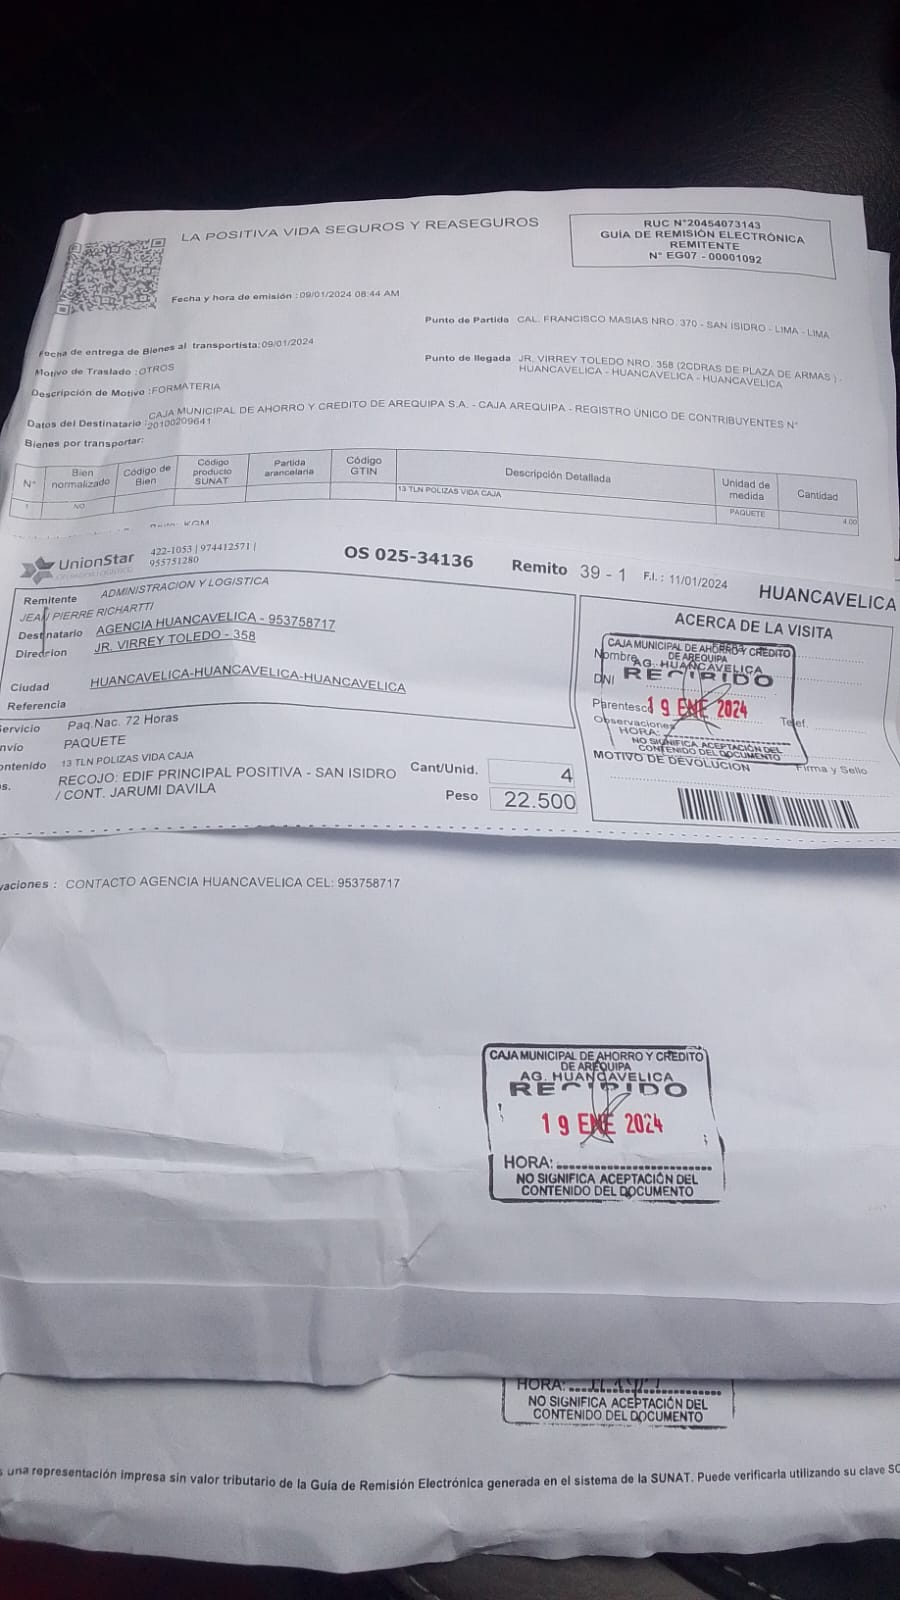 LA POSITIVA VIDA SEGUROS Y REASEGUROS
RUC N°20454073143
GUÍA DE REMISIÓN ELECTRÓNICA
REMITENTE
N° EG07 - 00001092
Fecha y hora de emisión :09/01/2024 08:44 AM
Punto de Partida CAL. FRANCISCO MASIAS NRO. 370 - SAN ISIDRO - LIMA - LIMA
Fecha de entrega de Bienes al transportista:09/01/2024
Punto de llegada JR. VIRREY TOLEDO NRO. 358 (2CDRAS DE PLAZA DE ARMAS ) -
HUANCAVELICA - HUANCAVELICA - HUANCAVELICA
Motivo de Traslado :OTROS
Descripción de Motivo :FORMATERIA
Datos del Destinatario :CAJA MUNICIPAL DE AHORRO Y CREDITO DE AREQUIPA S.A. - CAJA AREQUIPA - REGISTRO ÚNICO DE CONTRIBUYENTES N°
20100209641
Bienes por transportar:
N° Bien normalizado Código de Bien Código producto SUNAT Partida arancelaria Código GTIN Descripción Detallada Unidad de medida Cantidad
1 NO 13 TLN POLIZAS VIDA CAJA PAQUETE 4.00
KGM
UnionStar
422-1053 | 974412571 |
955751280
OS 025-34136
Remito 39 - 1 F.I.: 11/01/2024
HUANCAVELICA
Remitente ADMINISTRACION Y LOGISTICA
JEAN PIERRE RICHARTTI
Destinatario AGENCIA HUANCAVELICA - 953758717
Direccion JR. VIRREY TOLEDO - 358
Ciudad HUANCAVELICA-HUANCAVELICA-HUANCAVELICA
Referencia
Servicio Paq.Nac. 72 Horas
nvío PAQUETE
ontenido 13 TLN POLIZAS VIDA CAJA
s. RECOJO: EDIF PRINCIPAL POSITIVA - SAN ISIDRO
/ CONT. JARUMI DAVILA
Cant/Unid. 4
Peso 22.500
ACERCA DE LA VISITA
CAJA MUNICIPAL DE AHORRO Y CREDITO
DE AREQUIPA
Nombre
AG. HUANCAVELICA
DNI
RECIBIDO
Parentesco
19 ENE 2024
Telef.
Observaciones
HORA:
NO SIGNIFICA ACEPTACIÓN DEL
CONTENIDO DEL DOCUMENTO
MOTIVO DE DEVOLUCION
Firma y Sello
vaciones : CONTACTO AGENCIA HUANCAVELICA CEL: 953758717
CAJA MUNICIPAL DE AHORRO Y CREDITO
DE AREQUIPA
AG. HUANCAVELICA
RECIBIDO
19 ENE 2024
HORA:
NO SIGNIFICA ACEPTACIÓN DEL
CONTENIDO DEL DOCUMENTO
HORA:
NO SIGNIFICA ACEPTACIÓN DEL
CONTENIDO DEL DOCUMENTO
s una representación impresa sin valor tributario de la Guía de Remisión Electrónica generada en el sistema de la SUNAT. Puede verificarla utilizando su clave SO